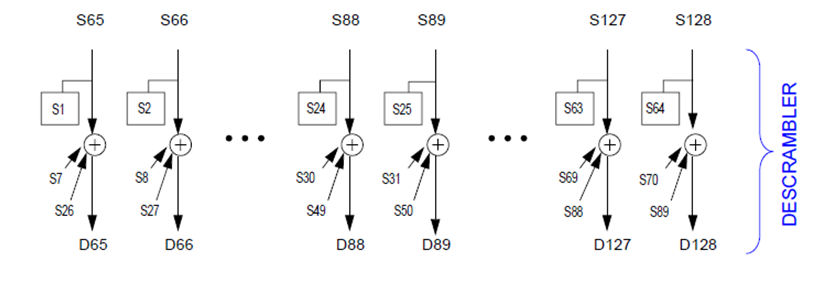 S65 S66 S88 S89 S127 S128
S1 S2 S24 S25 S63 S64
S7 S8 S30 S31 S69 S70
S26 S27 S49 S50 S88 S89
D65 D66 D88 D89 D127 D128
DESCRAMBLER